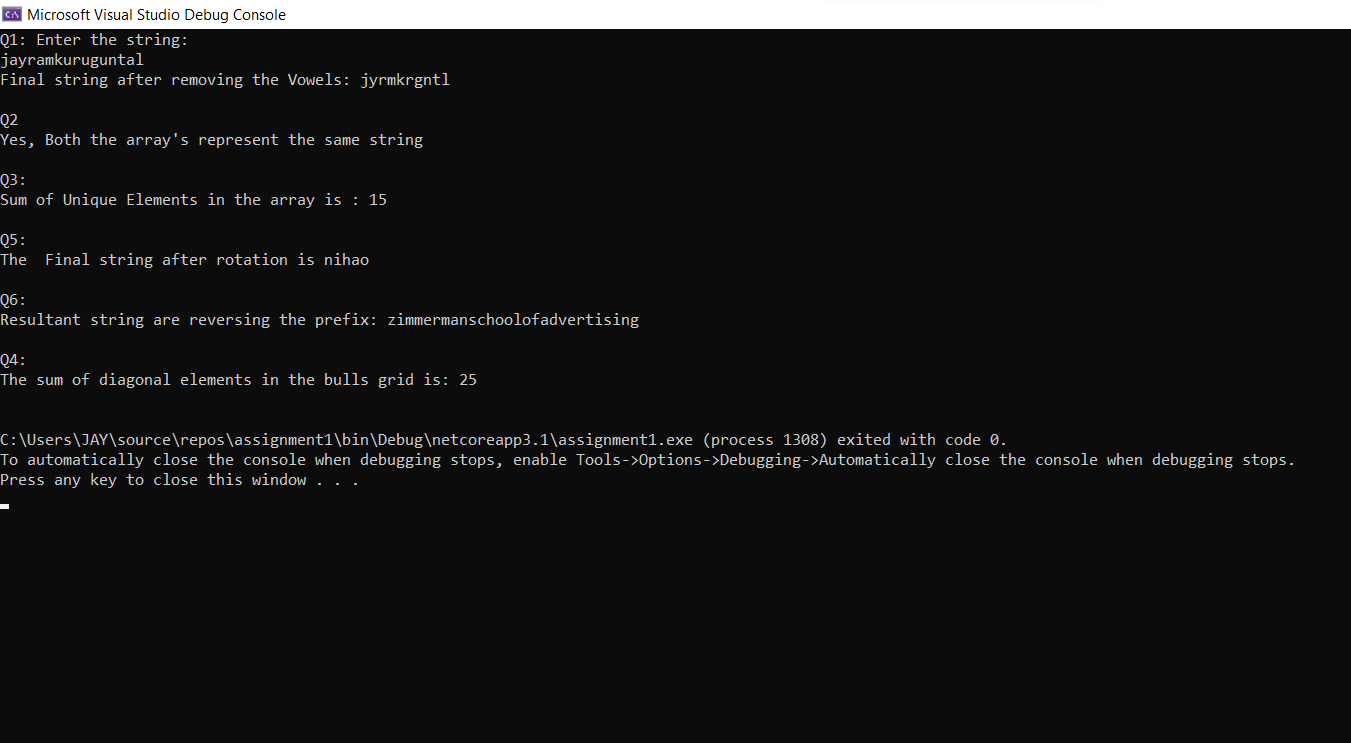 Microsoft Visual Studio Debug Console
Q1: Enter the string:
jayramkuruguntal
Final string after removing the Vowels: jyrmkrgntl
Q2
Yes, Both the array's represent the same string
Q3:
Sum of Unique Elements in the array is : 15
Q5:
The  Final string after rotation is nihao
Q6:
Resultant string are reversing the prefix: zimmermanschoolofadvertising
Q4:
The sum of diagonal elements in the bulls grid is: 25
C:\Users\JAY\source\repos\assignment1\bin\Debug\netcoreapp3.1\assignment1.exe (process 1308) exited with code 0.
To automatically close the console when debugging stops, enable Tools->Options->Debugging->Automatically close the console when debugging stops.
Press any key to close this window . . .